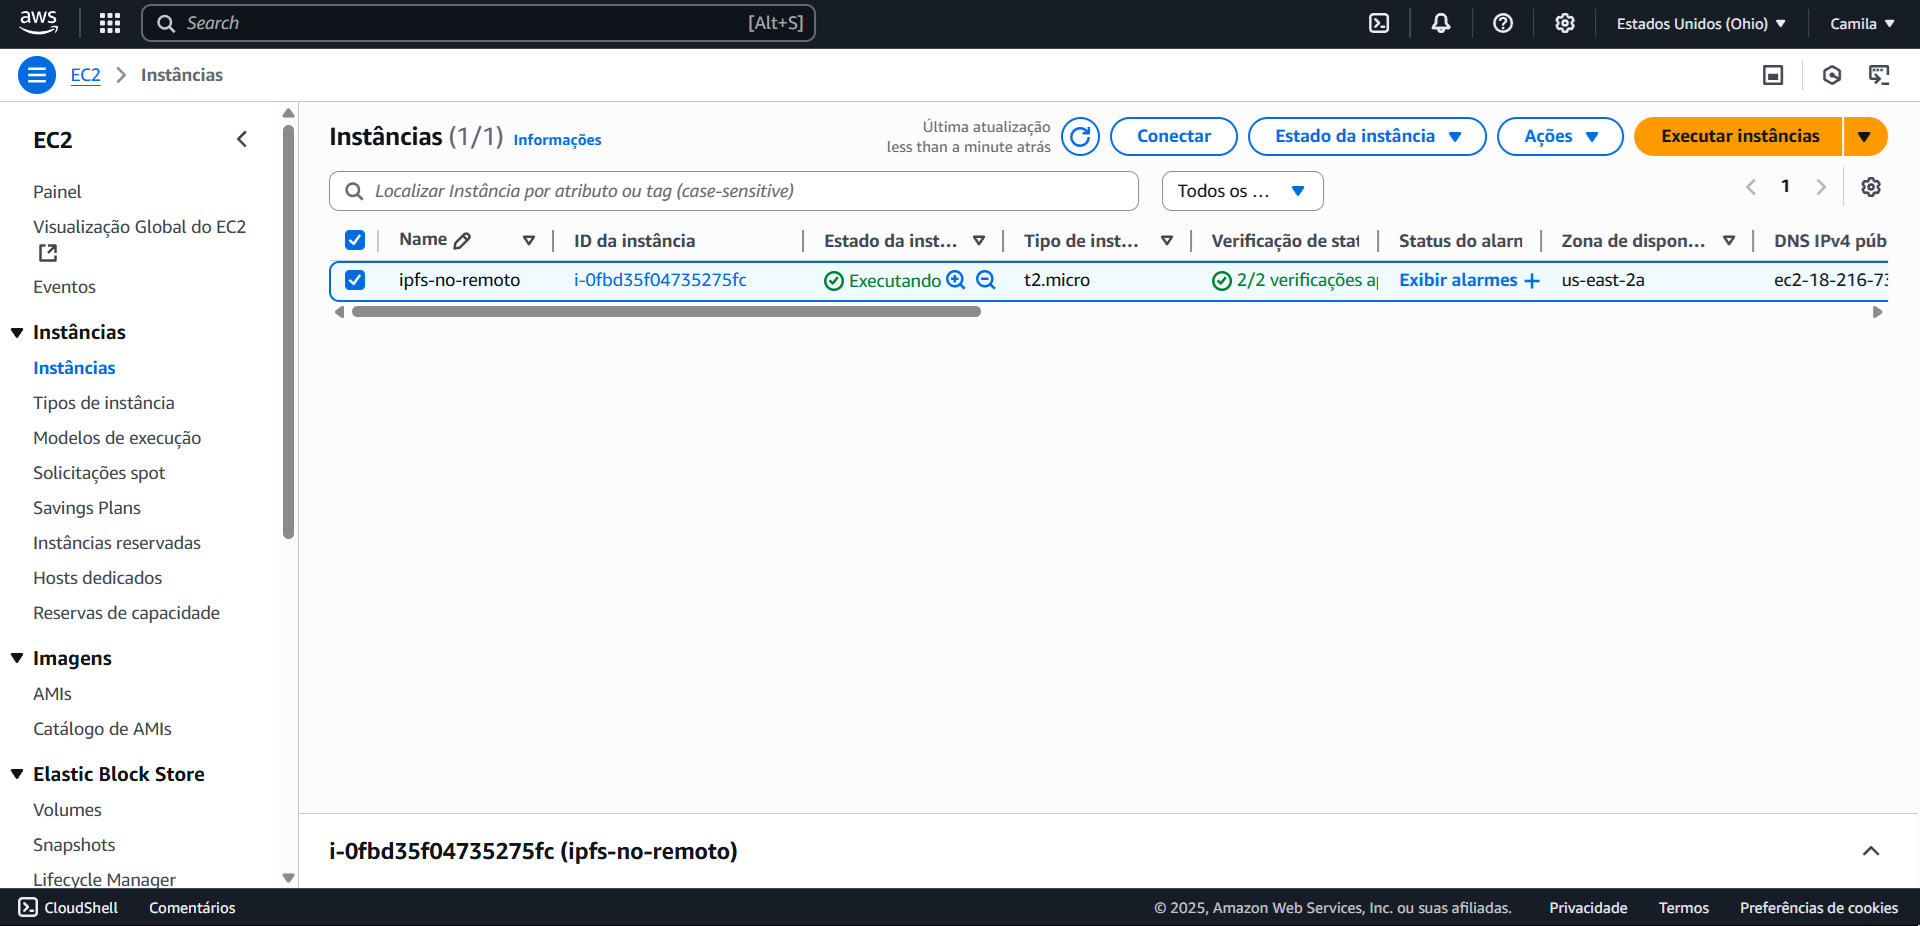 aws
Search [Alt+S]
Estados Unidos (Ohio)
Camila
EC2 Instâncias
EC2
Painel
Visualização Global do EC2
Eventos
Instâncias
Instâncias
Tipos de instância
Modelos de execução
Solicitações spot
Savings Plans
Instâncias reservadas
Hosts dedicados
Reservas de capacidade
Imagens
AMIs
Catálogo de AMIs
Elastic Block Store
Volumes
Snapshots
Lifecycle Manager
Instâncias (1/1) Informações
Última atualização
less than a minute atrás
Conectar
Estado da instância
Ações
Executar instâncias
Localizar Instância por atributo ou tag (case-sensitive)
Todos os ...
1
Name ID da instância Estado da inst... Tipo de inst... Verificação de stat Status do alarn Zona de dispon... DNS IPv4 púb
ipfs-no-remoto i-0fbd35f04735275fc Executando t2.micro 2/2 verificações a Exibir alarmes us-east-2a ec2-18-216-73
i-0fbd35f04735275fc (ipfs-no-remoto)
CloudShell Comentários © 2025, Amazon Web Services, Inc. ou suas afiliadas. Privacidade Termos Preferências de cookies